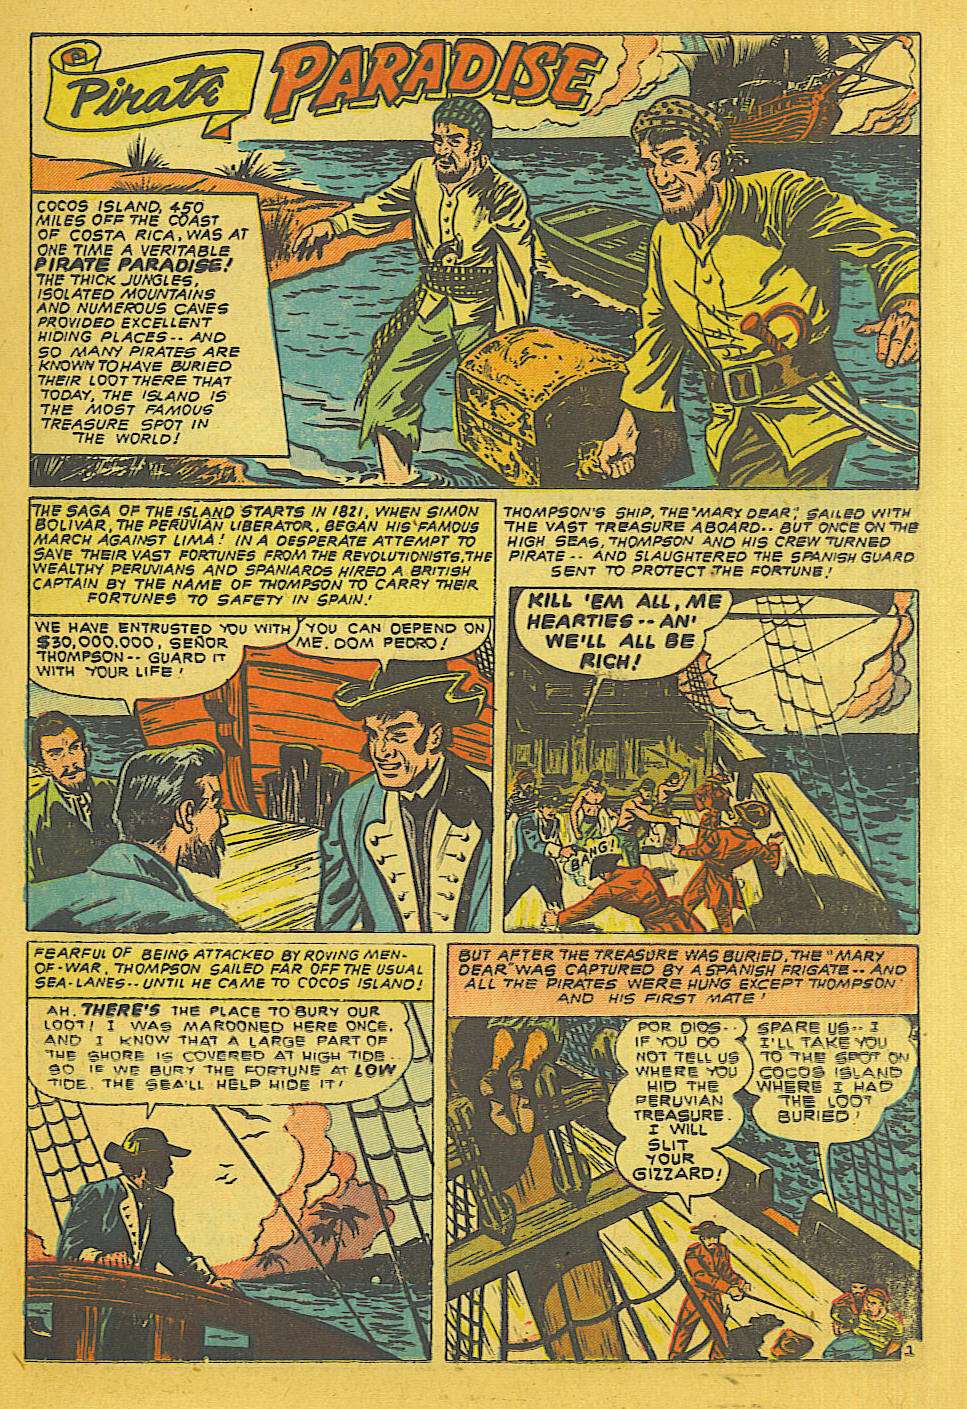 Pirate PARADISE
COCOS ISLAND, 450
MILES OFF THE COAST
OF COSTA RICA, WAS AT
ONE TIME A VERITABLE
PIRATE PARADISE!
THE THICK JUNGLES,
ISOLATED MOUNTAINS
AND NUMEROUS CAVES
PROVIDED EXCELLENT
HIDING PLACES-- AND
SO MANY PIRATES ARE
KNOWN TO HAVE BURIED
THEIR LOOT THERE THAT
TODAY, THE ISLAND IS
THE MOST FAMOUS
TREASURE SPOT IN
THE WORLD!
THE SAGA OF THE ISLAND STARTS IN 1821, WHEN SIMON
BOLIVAR, THE PERUVIAN LIBERATOR, BEGAN HIS FAMOUS
MARCH AGAINST LIMA! IN A DESPERATE ATTEMPT TO
SAVE THEIR VAST FORTUNES FROM THE REVOLUTIONISTS, THE
WEALTHY PERUVIANS AND SPANIARDS HIRED A BRITISH
CAPTAIN BY THE NAME OF THOMPSON TO CARRY THEIR
FORTUNES TO SAFETY IN SPAIN!
WE HAVE ENTRUSTED YOU WITH
$30,000,000, SEÑOR
THOMPSON-- GUARD IT
WITH YOUR LIFE!
YOU CAN DEPEND ON
ME, DOM PEDRO!
THOMPSON'S SHIP, THE "MARY DEAR," SAILED WITH
THE VAST TREASURE ABOARD-- BUT ONCE ON THE
HIGH SEAS, THOMPSON AND HIS CREW TURNED
PIRATE -- AND SLAUGHTERED THE SPANISH GUARD
SENT TO PROTECT THE FORTUNE!
KILL 'EM ALL, ME
HEARTIES -- AN'
WE'LL ALL BE
RICH!
BANG!
FEARFUL OF BEING ATTACKED BY ROVING MEN-
OF-WAR, THOMPSON SAILED FAR OFF THE USUAL
SEA-LANES-- UNTIL HE CAME TO COCOS ISLAND!
AH, THERE'S THE PLACE TO BURY OUR
LOOT! I WAS MAROONED HERE ONCE,
AND I KNOW THAT A LARGE PART OF
THE SHORE IS COVERED AT HIGH TIDE...
SO IF WE BURY THE FORTUNE AT LOW
TIDE, THE SEA'LL HELP HIDE IT!
BUT AFTER THE TREASURE WAS BURIED, THE "MARY
DEAR" WAS CAPTURED BY A SPANISH FRIGATE-- AND
ALL THE PIRATES WERE HUNG EXCEPT THOMPSON
AND HIS FIRST MATE!
POR DIOS--
IF YOU DO
NOT TELL US
WHERE YOU
HID THE
PERUVIAN
TREASURE,
I WILL
SLIT
YOUR
GIZZARD!
SPARE US-- I
I'LL TAKE YOU
TO THE SPOT ON
COCOS ISLAND
WHERE I HAD
THE LOOT
BURIED!
1